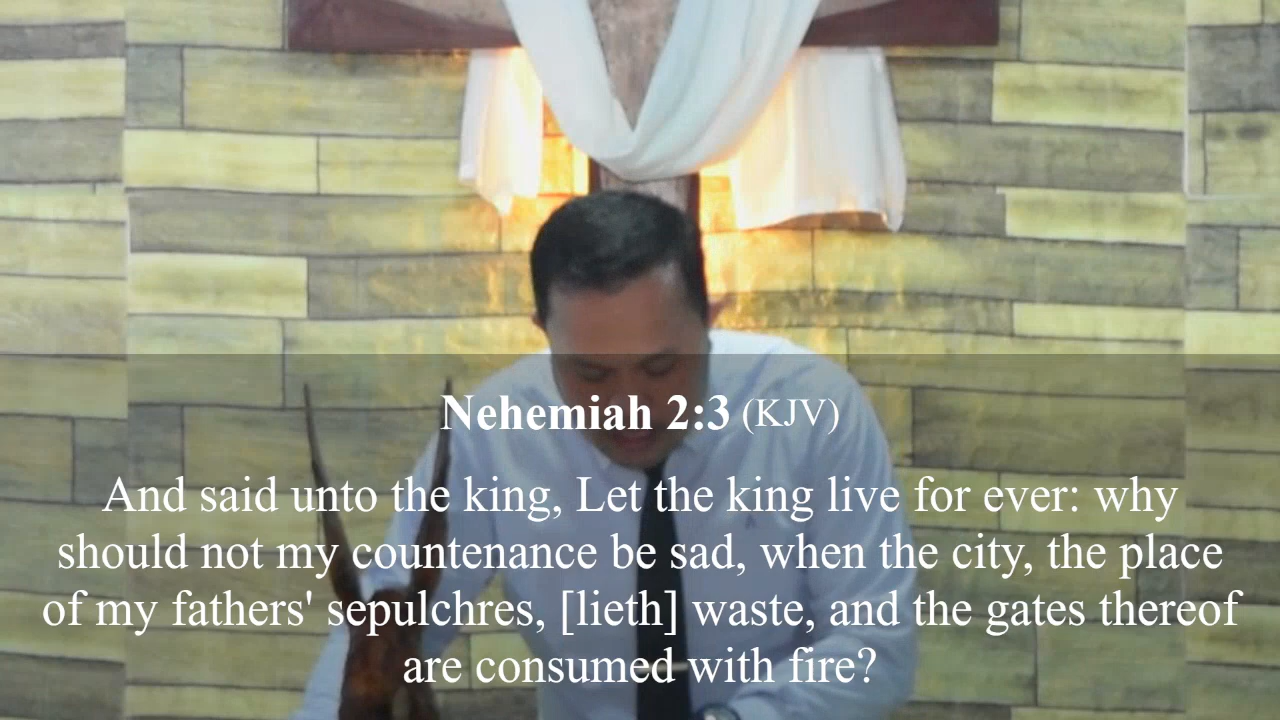 Nehemiah 2:3 (KJV)
And said unto the king, Let the king live for ever: why
should not my countenance be sad, when the city, the place
of my fathers' sepulchres, [lieth] waste, and the gates thereof
are consumed with fire?